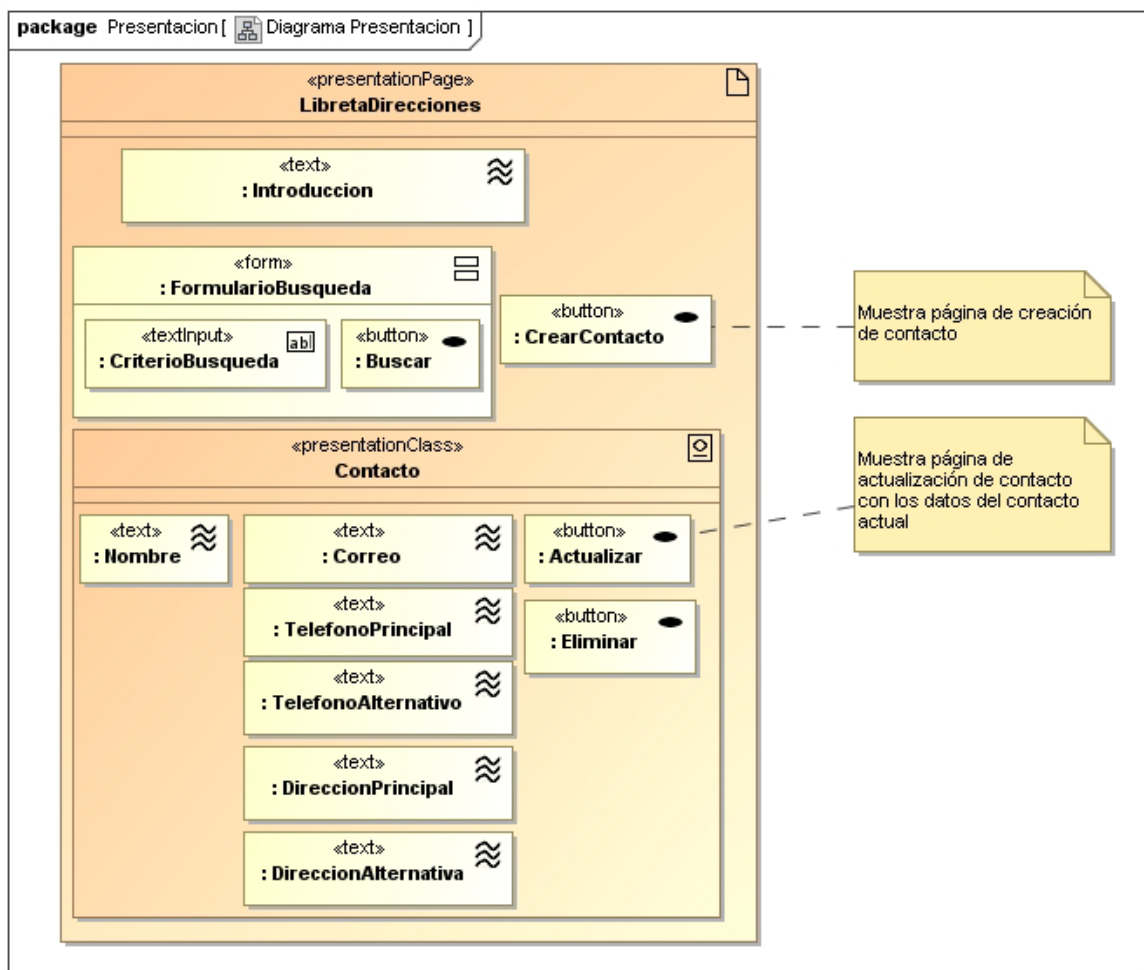 package Presentacion[ Diagrama Presentacion ]
«presentationPage»
LibretaDirecciones
«text»
: Introduccion
«form»
: FormularioBusqueda
«textInput»
abl
: CriterioBusqueda
«button»
: Buscar
«button»
: CrearContacto
Muestra página de creación
de contacto
«presentationClass»
Contacto
«text»
: Nombre
«text»
: Correo
«button»
: Actualizar
Muestra página de
actualización de contacto
con los datos del contacto
actual
«text»
: TelefonoPrincipal
«button»
: Eliminar
«text»
: TelefonoAlternativo
«text»
: DireccionPrincipal
«text»
: DireccionAlternativa